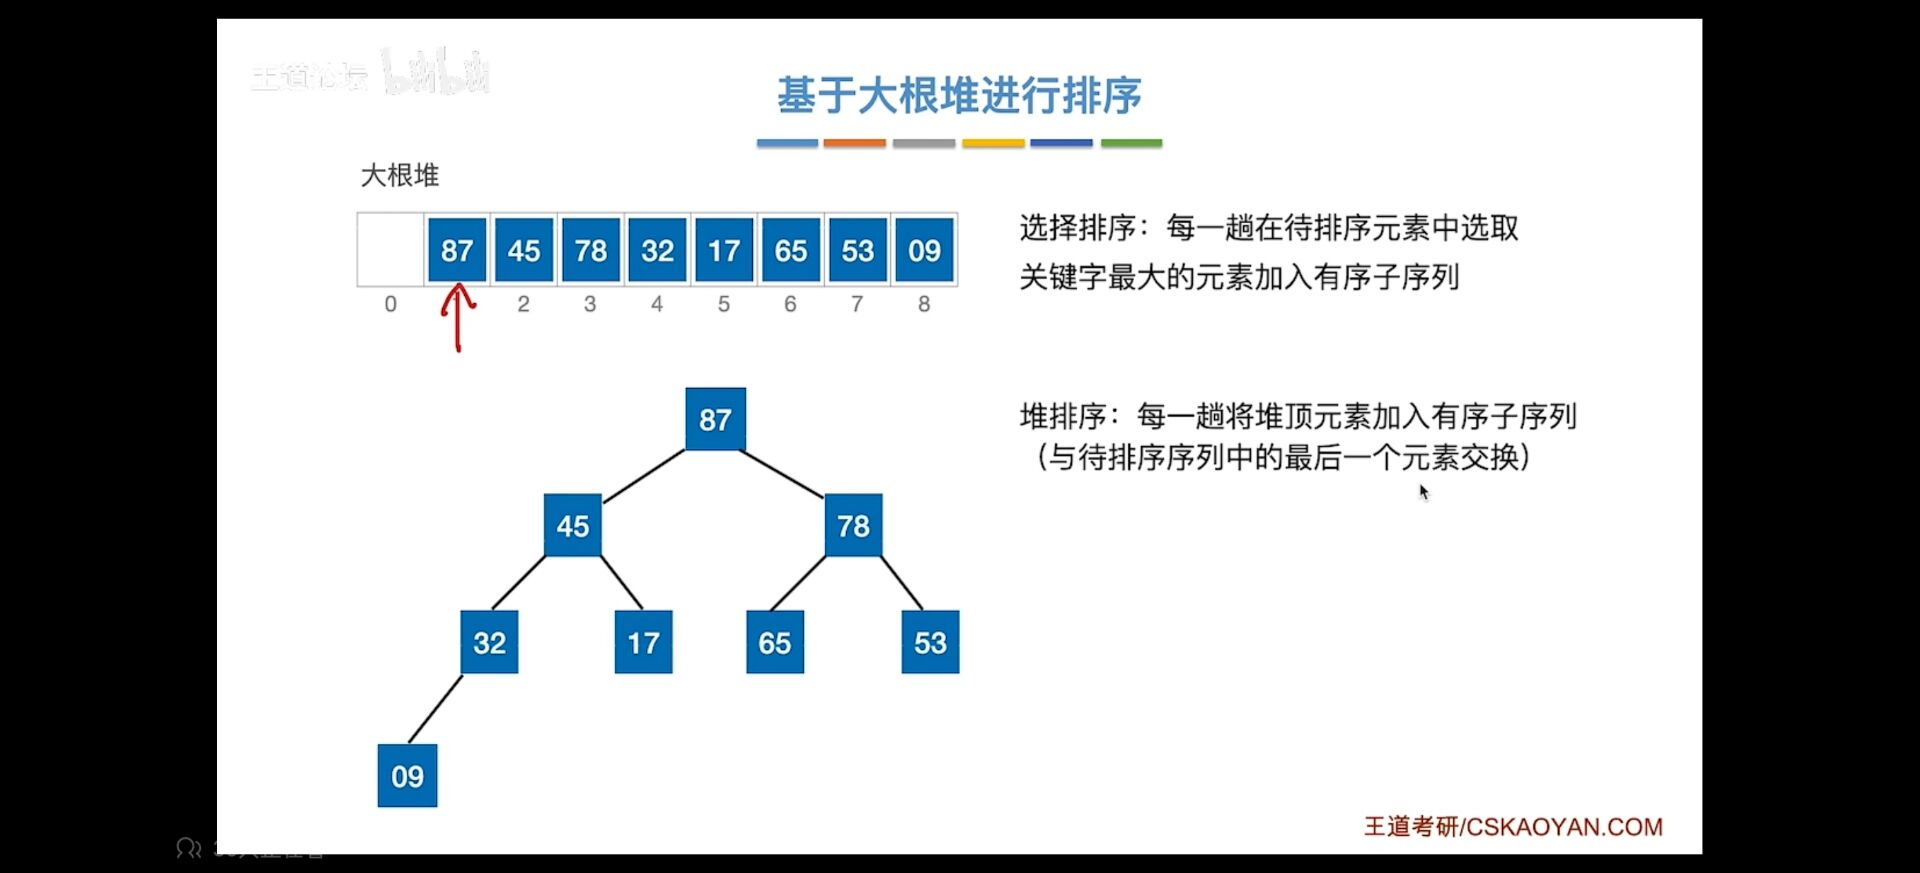 王道论坛 bilibili
基于大根堆进行排序
大根堆
87 45 78 32 17 65 53 09
0 2 3 4 5 6 7 8
选择排序：每一趟在待排序元素中选取
关键字最大的元素加入有序子序列
堆排序：每一趟将堆顶元素加入有序子序列
（与待排序序列中的最后一个元素交换）
87
45 78
32 17 65 53
09
王道考研/CSKAOYAN.COM